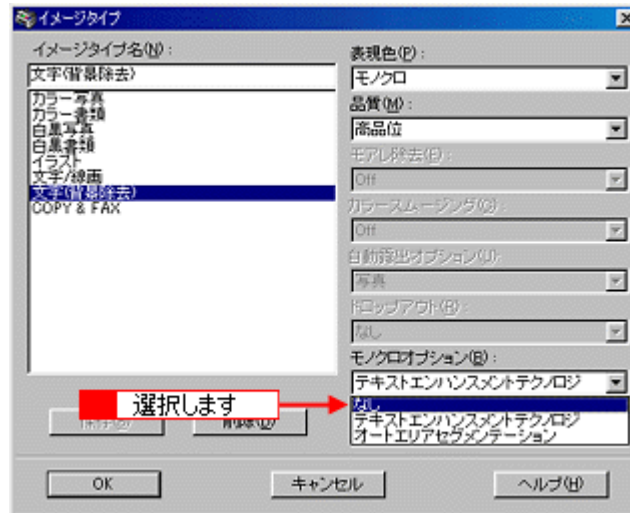 イメージタイプ
イメージタイプ名(N):
文字(背景除去)
カラー写真
カラー書類
白黒写真
白黒書類
イラスト
文字/線画
文字(背景除去)
COPY & FAX
表現色(P):
モノクロ
品質(M):
高品位
モアレ除去(E):
Off
カラースムージング(G):
Off
自動露出オプション(U):
写真
ドロップアウト(R):
なし
モノクロオプション(B):
テキストエンハンスメントテクノロジ
なし
テキストエンハンスメントテクノロジ
オートエリアセグメンテーション
選択します
保存(S)
削除(D)
OK
キャンセル
ヘルプ(H)